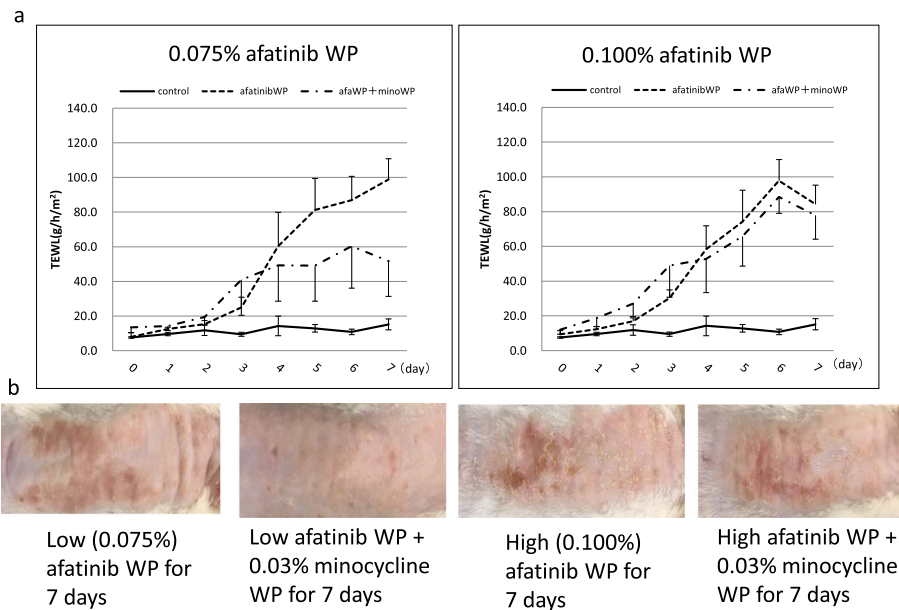 a
0.075% afatinib WP
control afatinibWP afaWP＋minoWP
TEWL(g/h/m²)
140.0
120.0
100.0
80.0
60.0
40.0
20.0
0.0
0 1 2 3 4 5 6 7 （day）
0.100% afatinib WP
control afatinibWP afaWP＋minoWP
TEWL(g/h/m²)
140.0
120.0
100.0
80.0
60.0
40.0
20.0
0.0
0 1 2 3 4 5 6 7 （day）
b
Low (0.075%)
afatinib WP for
7 days
Low afatinib WP +
0.03% minocycline
WP for 7 days
High (0.100%)
afatinib WP for
7 days
High afatinib WP +
0.03% minocycline
WP for 7 days